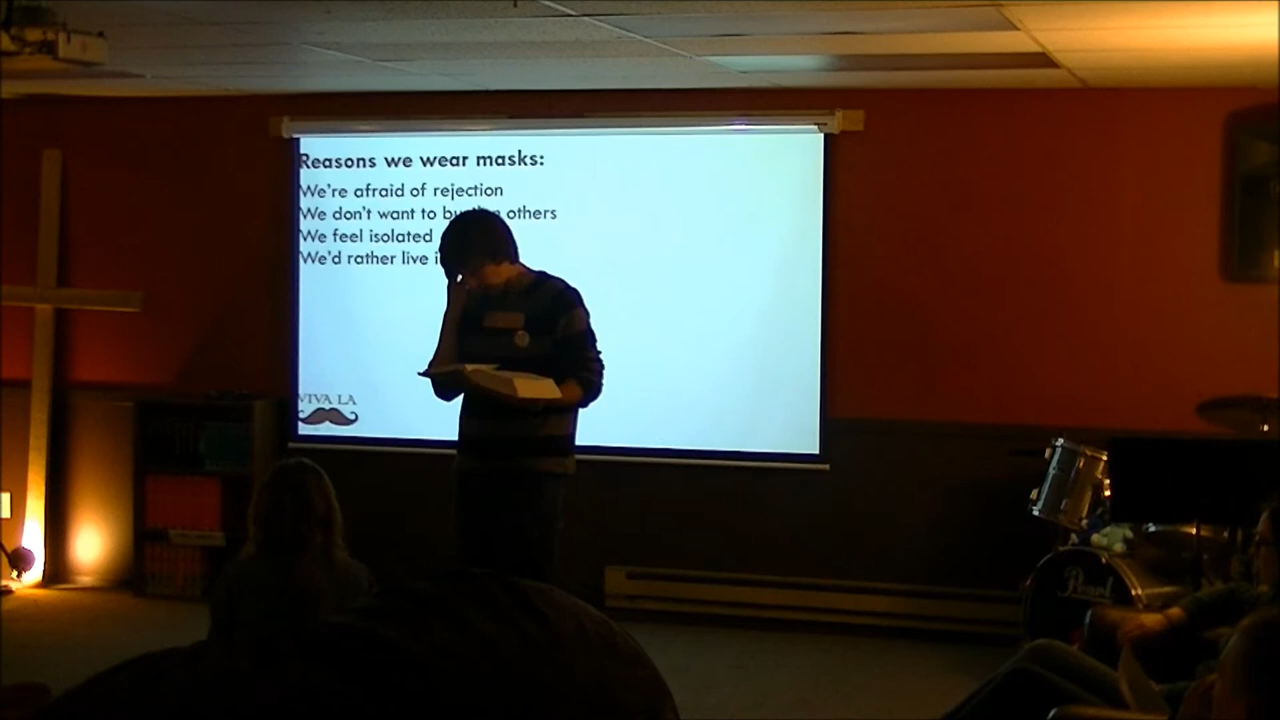 Reasons we wear masks:
We're afraid of rejection
We don't want to others
We feel isolated
We'd rather live
VIVA LA
Pearl